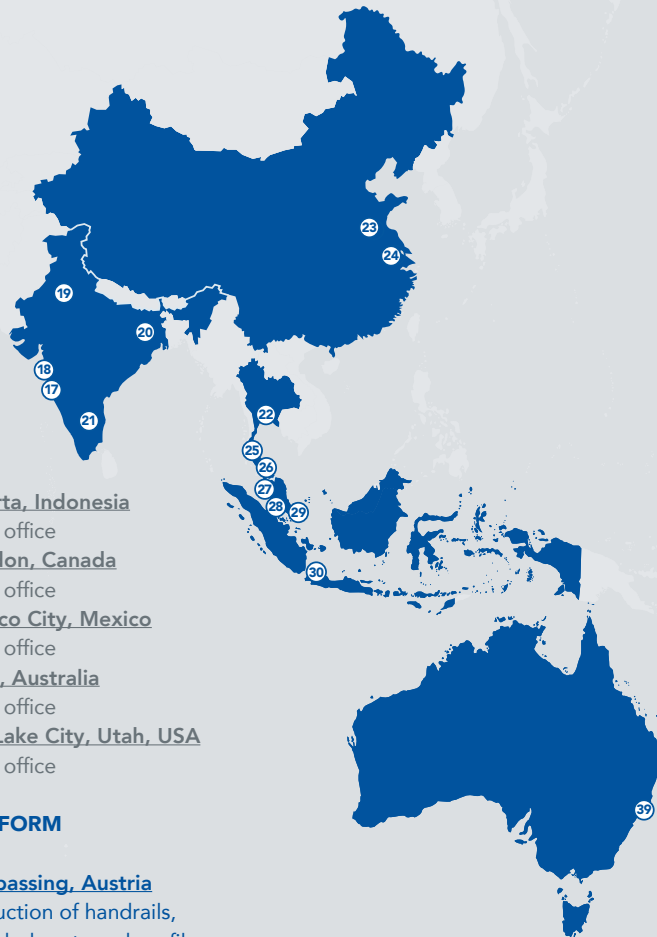 23
24
19
20
18
17
21
22
25
26
27
28
29
30
39
rta, Indonesia
office
lon, Canada
office
co City, Mexico
office
, Australia
office
Lake City, Utah, USA
office
FORM
passing, Austria
uction of handrails,